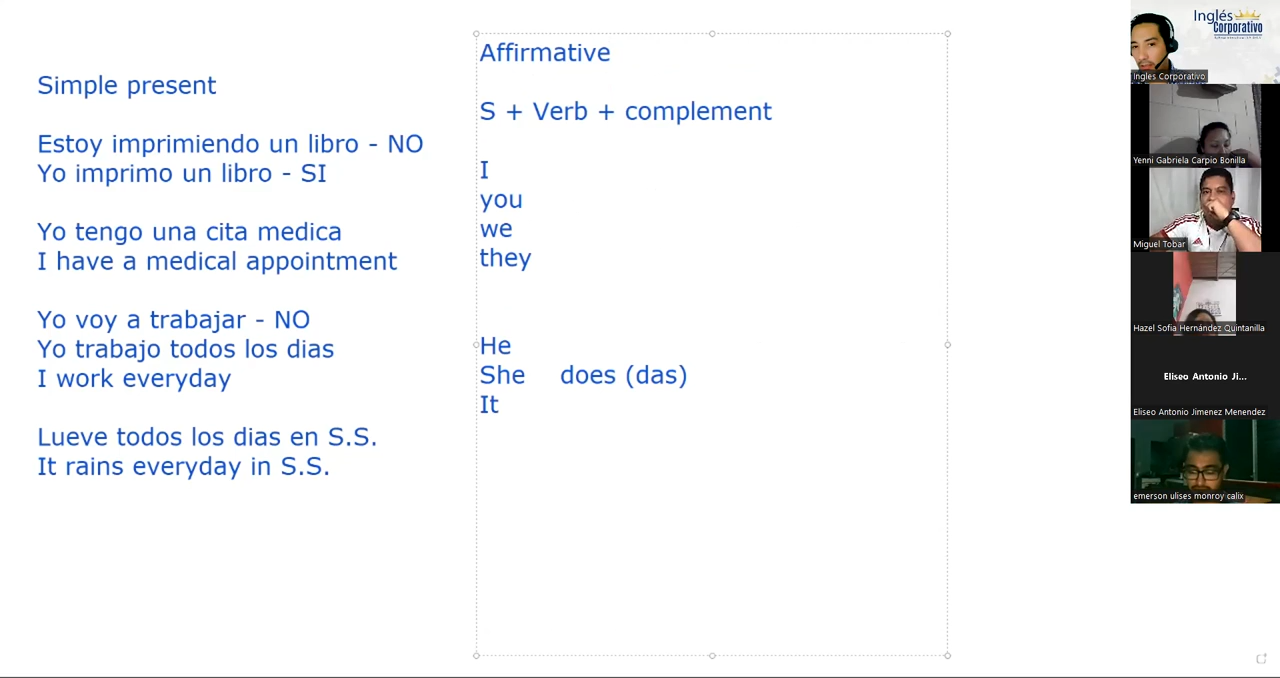 Simple present
Estoy imprimiendo un libro - NO
Yo imprimo un libro - SI
Yo tengo una cita medica
I have a medical appointment
Yo voy a trabajar - NO
Yo trabajo todos los dias
I work everyday
Lueve todos los dias en S.S.
It rains everyday in S.S.
Affirmative
S + Verb + complement
I
you
we
they
He
She does (das)
It
Inglés
Corporativo
Ingles Corporativo
Yenni Gabriela Carpio Bonilla
Miguel Tobar
Hazel Sofia Hernández Quintanilla
Eliseo Antonio Ji...
Eliseo Antonio Jimenez Menendez
emerson ulises monroy calix